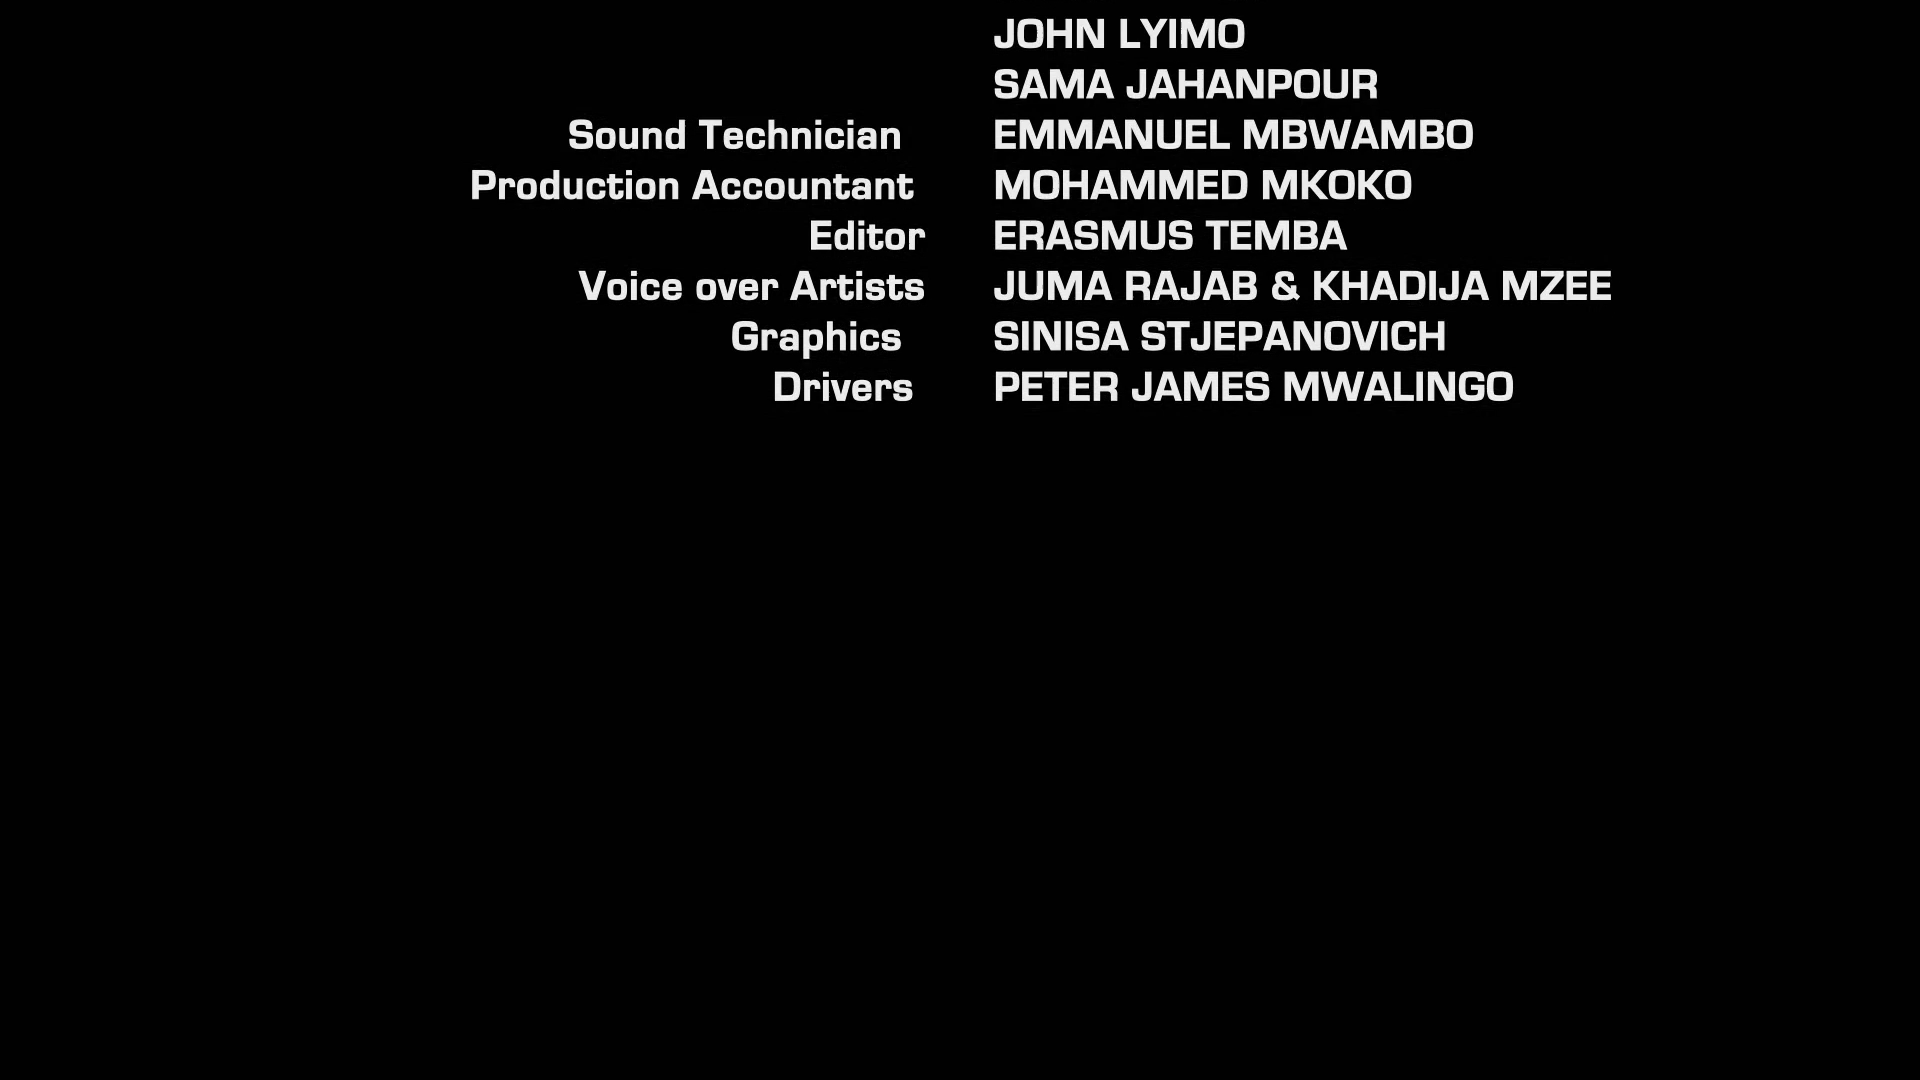 JOHN LYIMO
SAMA JAHANPOUR
Sound Technician EMMANUEL MBWAMBO
Production Accountant MOHAMMED MKOKO
Editor ERASMUS TEMBA
Voice over Artists JUMA RAJAB & KHADIJA MZEE
Graphics SINISA STJEPANOVICH
Drivers PETER JAMES MWALINGO